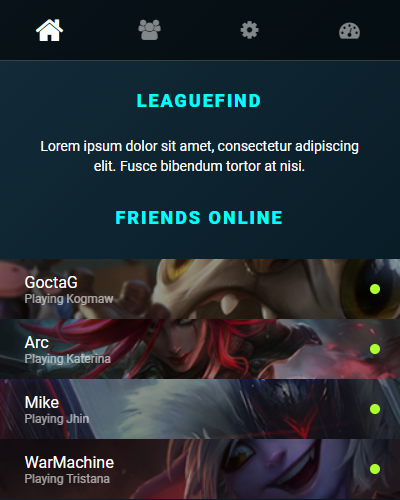 LEAGUEFIND
Lorem ipsum dolor sit amet, consectetur adipiscing
elit. Fusce bibendum tortor at nisi.
FRIENDS ONLINE
GoctaG
Playing Kogmaw
Arc
Playing Katerina
Mike
Playing Jhin
WarMachine
Playing Tristana